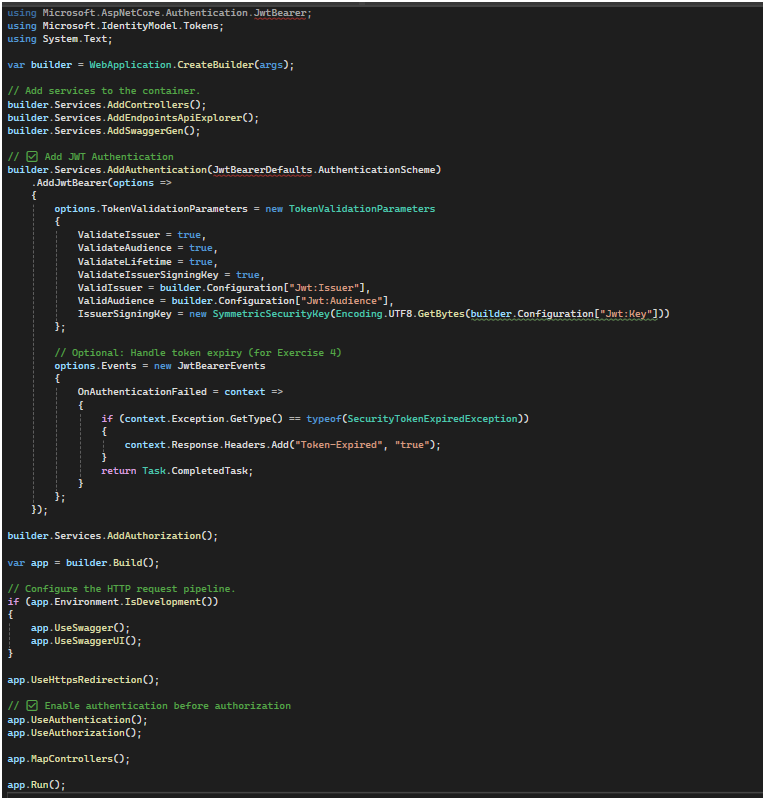 using Microsoft.AspNetCore.Authentication.JwtBearer;
using Microsoft.IdentityModel.Tokens;
using System.Text;

var builder = WebApplication.CreateBuilder(args);

// Add services to the container.
builder.Services.AddControllers();
builder.Services.AddEndpointsApiExplorer();
builder.Services.AddSwaggerGen();

// ✅ Add JWT Authentication
builder.Services.AddAuthentication(JwtBearerDefaults.AuthenticationScheme)
    .AddJwtBearer(options =>
    {
        options.TokenValidationParameters = new TokenValidationParameters
        {
            ValidateIssuer = true,
            ValidateAudience = true,
            ValidateLifetime = true,
            ValidateIssuerSigningKey = true,
            ValidIssuer = builder.Configuration["Jwt:Issuer"],
            ValidAudience = builder.Configuration["Jwt:Audience"],
            IssuerSigningKey = new SymmetricSecurityKey(Encoding.UTF8.GetBytes(builder.Configuration["Jwt:Key"]))
        };

        // Optional: Handle token expiry (for Exercise 4)
        options.Events = new JwtBearerEvents
        {
            OnAuthenticationFailed = context =>
            {
                if (context.Exception.GetType() == typeof(SecurityTokenExpiredException))
                {
                    context.Response.Headers.Add("Token-Expired", "true");
                }
                return Task.CompletedTask;
            }
        };
    });

builder.Services.AddAuthorization();

var app = builder.Build();

// Configure the HTTP request pipeline.
if (app.Environment.IsDevelopment())
{
    app.UseSwagger();
    app.UseSwaggerUI();
}

app.UseHttpsRedirection();

// ✅ Enable authentication before authorization
app.UseAuthentication();
app.UseAuthorization();

app.MapControllers();

app.Run();